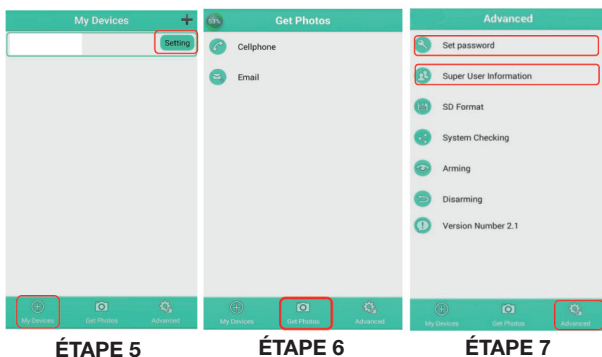 My Devices +
Setting
My Devices
Get Photos
Advanced
ÉTAPE 5
Get Photos
Cellphone
Email
My Devices
Get Photos
Advanced
ÉTAPE 6
Advanced
Set password
Super User Information
SD Format
System Checking
Arming
Disarming
Version Number 2.1
My Devices
Get Photos
Advanced
ÉTAPE 7